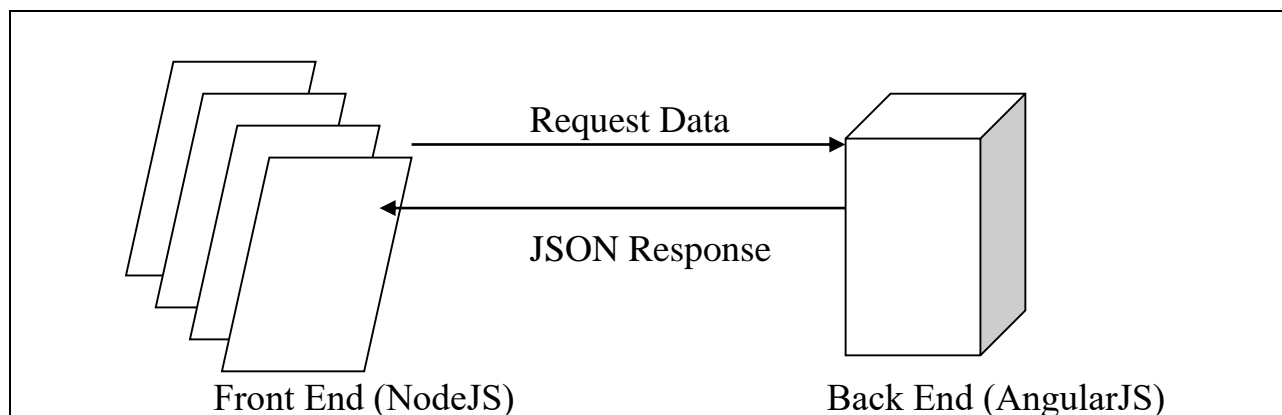 Request Data
JSON Response
Front End (NodeJS)
Back End (AngularJS)